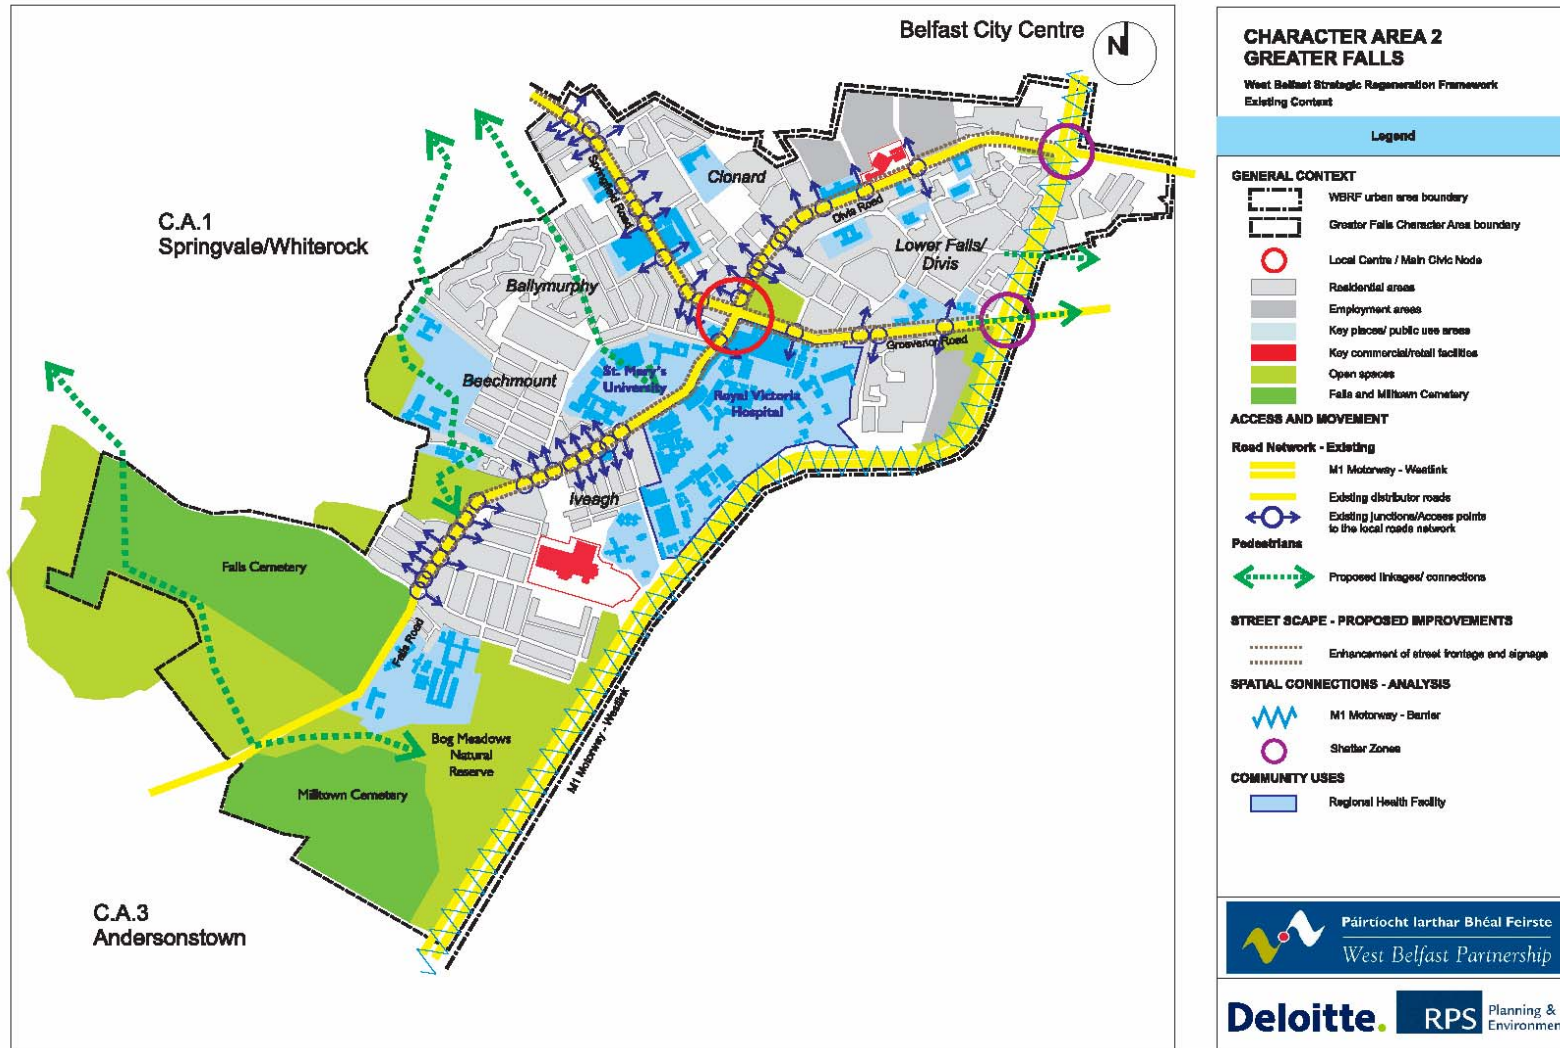 Belfast City Centre
N
C.A.1
Springvale/Whiterock
Springfield Road
Clonard
Divis Road
Lower Falls/
Divis
Ballymurphy
Grosvenor Road
Beechmount
St. Mary's
University
Royal Victoria
Hospital
Iveagh
Falls Cemetery
Falls Road
Bog Meadows
Natural
Reserve
M1 Motorway - Westlink
Milltown Cemetery
C.A.3
Andersonstown
CHARACTER AREA 2
GREATER FALLS
West Belfast Strategic Regeneration Framework
Existing Context
Legend
GENERAL CONTEXT
WBRF urban area boundary
Greater Falls Character Area boundary
Local Centre / Main Civic Node
Residential areas
Employment areas
Key places/ public use areas
Key commercial/retail facilities
Open spaces
Falls and Milltown Cemetery
ACCESS AND MOVEMENT
Road Network - Existing
M1 Motorway - Westlink
Existing distributor roads
Existing junctions/Access points
to the local roads network
Pedestrians
Proposed linkages/ connections
STREET SCAPE - PROPOSED IMPROVEMENTS
Enhancement of street frontage and signage
SPATIAL CONNECTIONS - ANALYSIS
M1 Motorway - Barrier
Shatter Zones
COMMUNITY USES
Regional Health Facility
Páirtíocht Iarthar Bhéal Feirste
West Belfast Partnership
Deloitte.
RPS
Planning &
Environmen